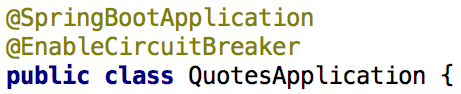 @SpringBootApplication
@EnableCircuitBreaker
public class QuotesApplication {